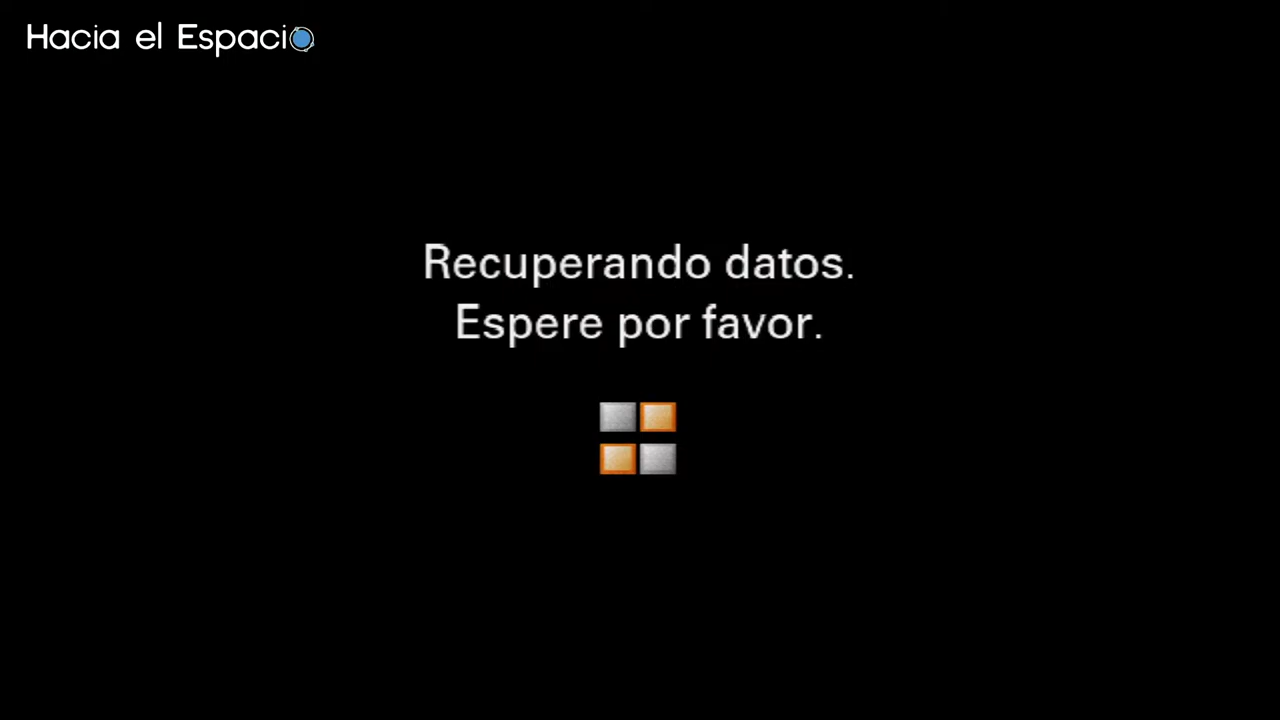 Hacia el Espacio
Recuperando datos.
Espere por favor.